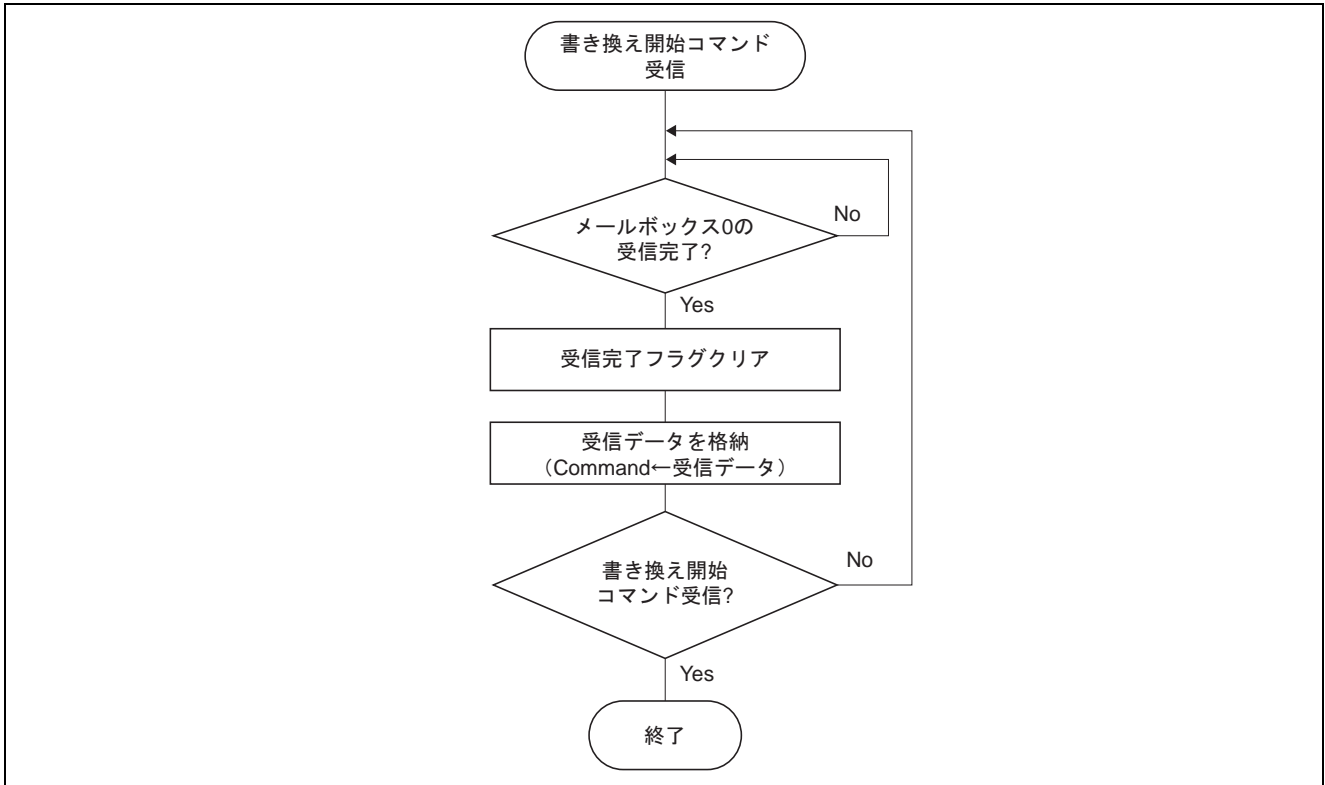 書き換え開始コマンド
受信
メールボックス0の
受信完了?
No
Yes
受信完了フラグクリア
受信データを格納
（Command←受信データ）
書き換え開始
コマンド受信?
No
Yes
終了